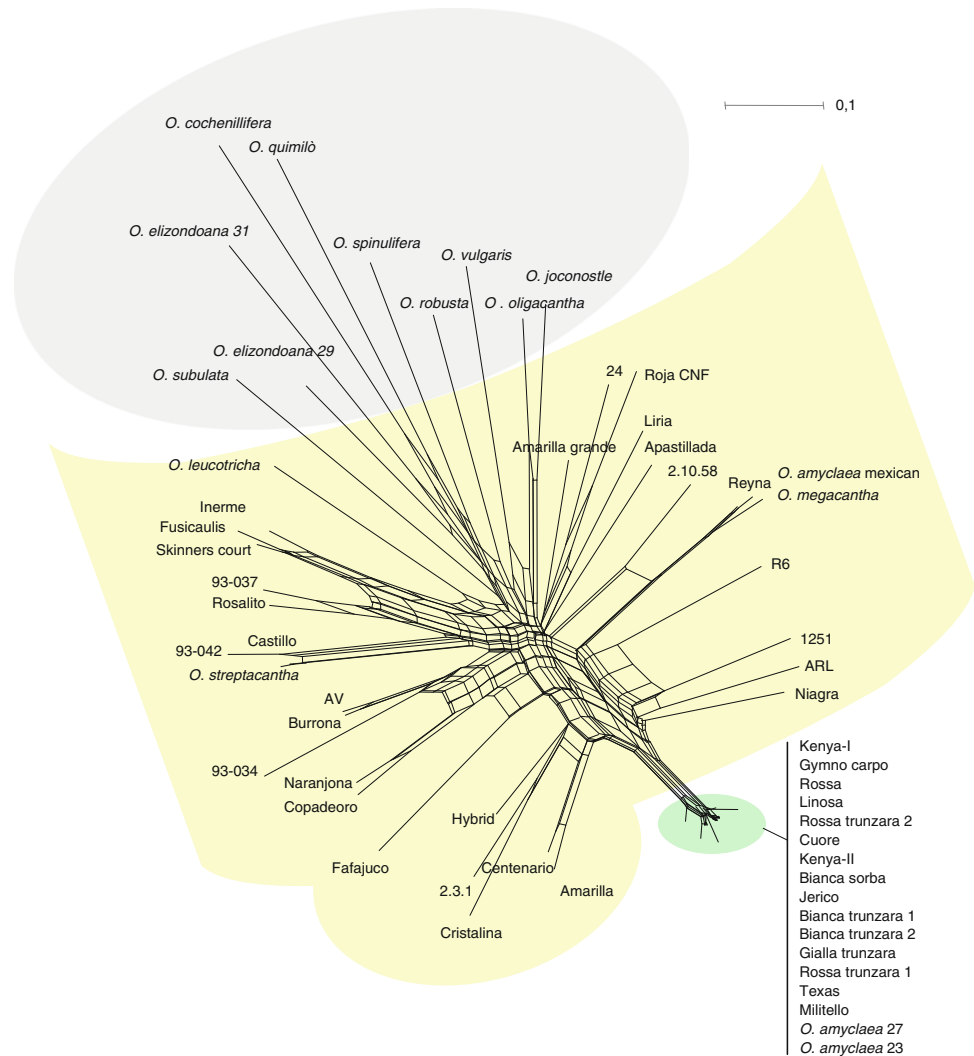 0,1
O. cochenillifera
O. quimilò
O. elizondoana 31
O. spinulifera
O. vulgaris
O. joconostle
O. robusta
O . oligacantha
O. elizondoana 29
O. subulata
24
Roja CNF
Liria
Amarilla grande
Apastillada
O. leucotricha
2.10.58
O. amyclaea mexican
Reyna
O. megacantha
Inerme
Fusicaulis
Skinners court
R6
93-037
Rosalito
Castillo
1251
93-042
O. streptacantha
ARL
Niagra
AV
Burrona
93-034
Naranjona
Copadeoro
Hybrid
Fafajuco
Centenario
2.3.1
Amarilla
Cristalina
Kenya-I
Gymno carpo
Rossa
Linosa
Rossa trunzara 2
Cuore
Kenya-II
Bianca sorba
Jerico
Bianca trunzara 1
Bianca trunzara 2
Gialla trunzara
Rossa trunzara 1
Texas
Militello
O. amyclaea 27
O. amyclaea 23